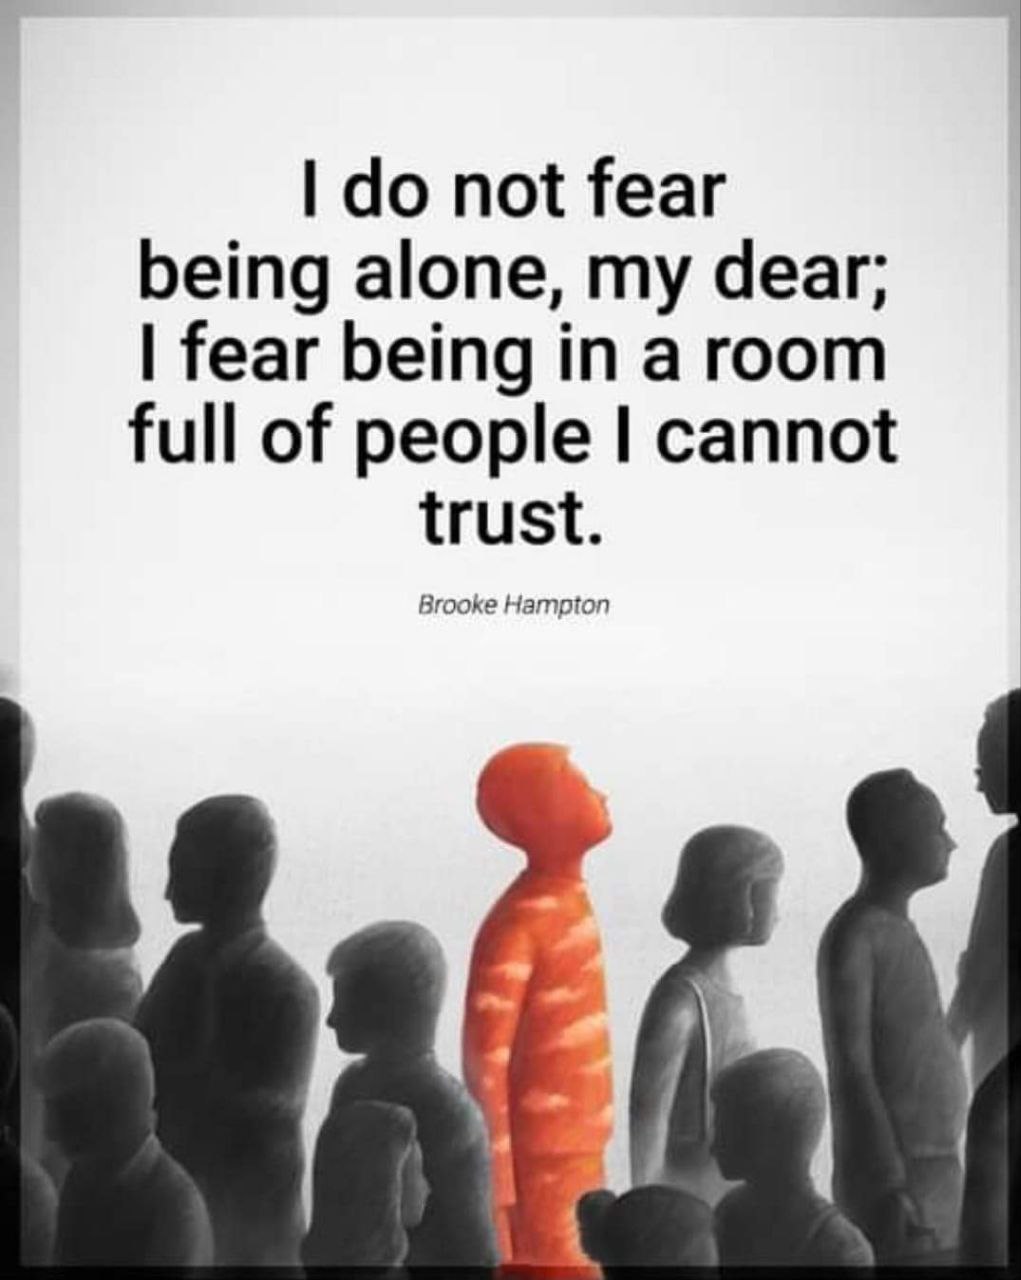 I do not fear
being alone, my dear;
I fear being in a room
full of people I cannot
trust.
Brooke Hampton